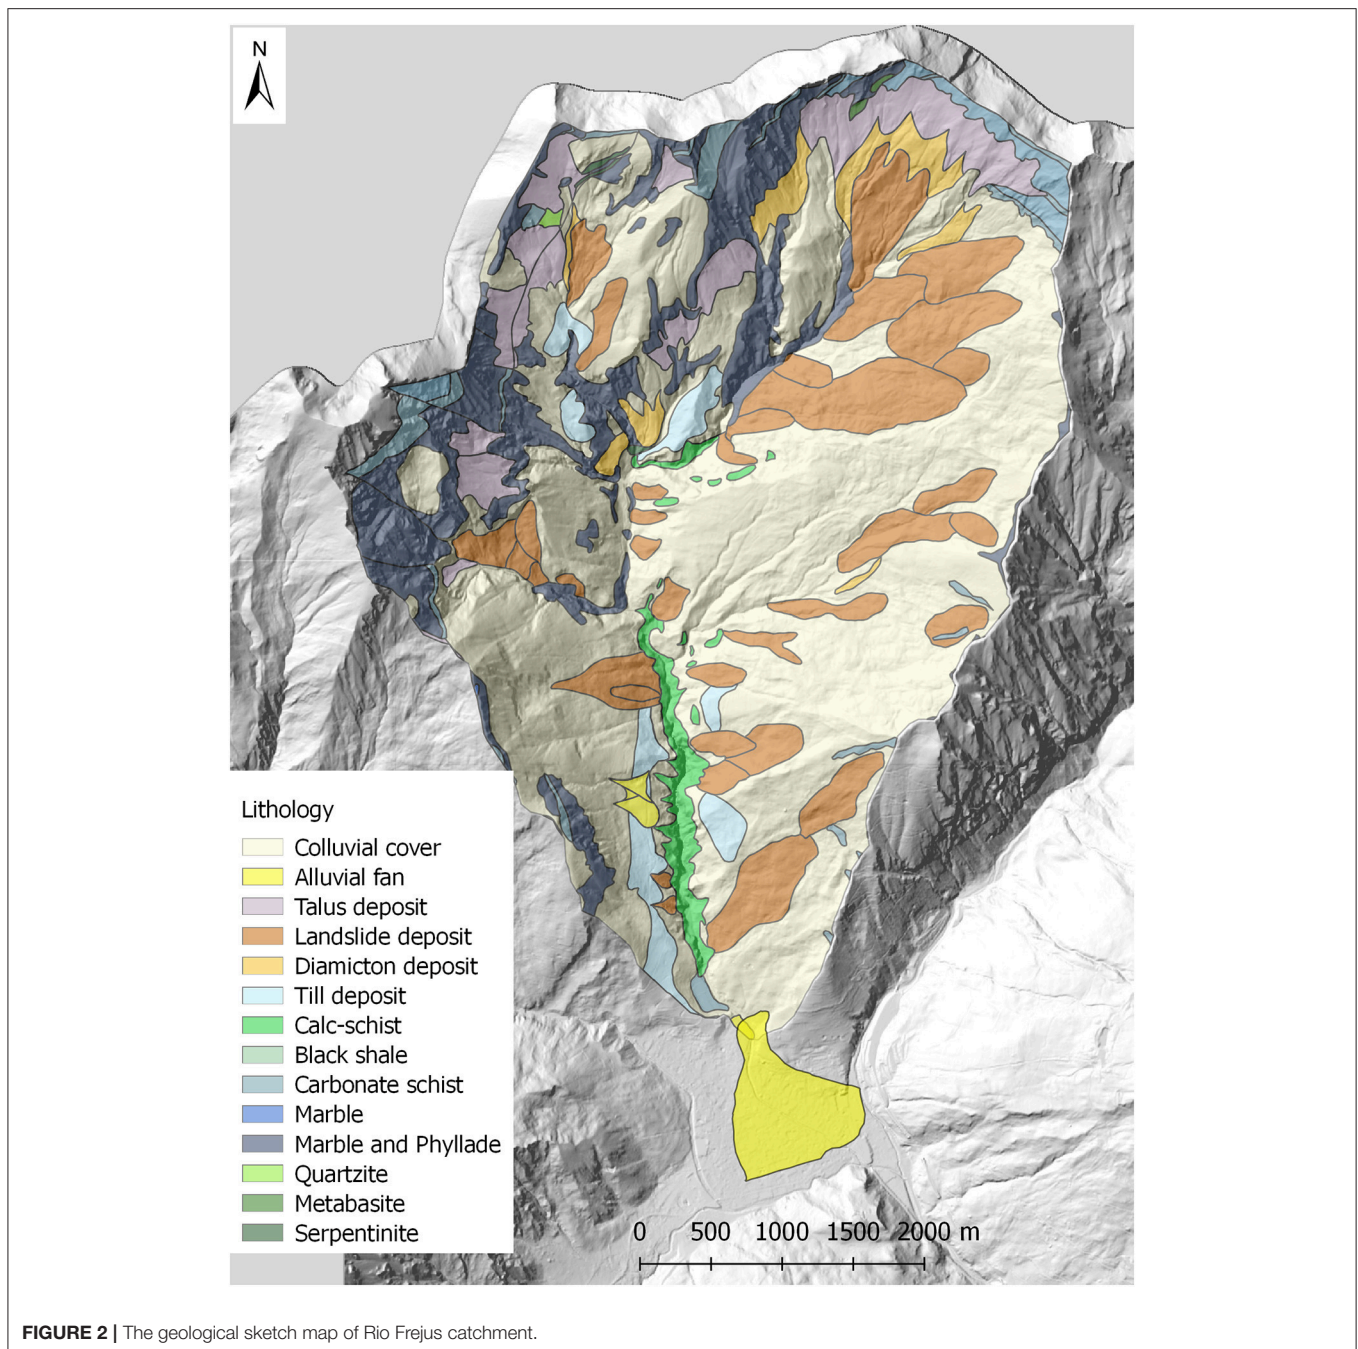 N
Lithology
Colluvial cover
Alluvial fan
Talus deposit
Landslide deposit
Diamicton deposit
Till deposit
Calc-schist
Black shale
Carbonate schist
Marble
Marble and Phyllade
Quartzite
Metabasite
Serpentinite
0 500 1000 1500 2000 m
FIGURE 2 | The geological sketch map of Rio Frejus catchment.